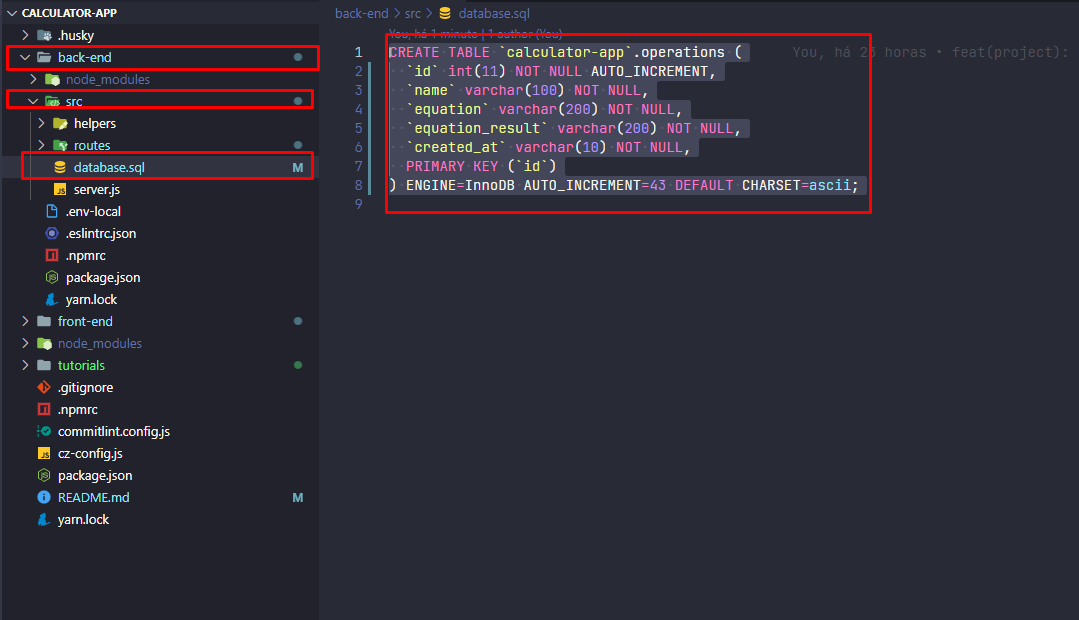 CALCULATOR-APP
.husky
back-end
node_modules
src
helpers
routes
database.sql M
server.js
.env-local
.eslintrc.json
.npmrc
package.json
yarn.lock
front-end
node_modules
tutorials
.gitignore
.npmrc
commitlint.config.js
cz-config.js
package.json
README.md M
yarn.lock
back-end > src > database.sql
You, há 1 minute | 1 author (You)
1 CREATE TABLE `calculator-app`.operations ( You, há 23 horas • feat(project):
2 `id` int(11) NOT NULL AUTO_INCREMENT,
3 `name` varchar(100) NOT NULL,
4 `equation` varchar(200) NOT NULL,
5 `equation_result` varchar(200) NOT NULL,
6 `created_at` varchar(10) NOT NULL,
7 PRIMARY KEY (`id`)
8 ) ENGINE=InnoDB AUTO_INCREMENT=43 DEFAULT CHARSET=ascii;
9